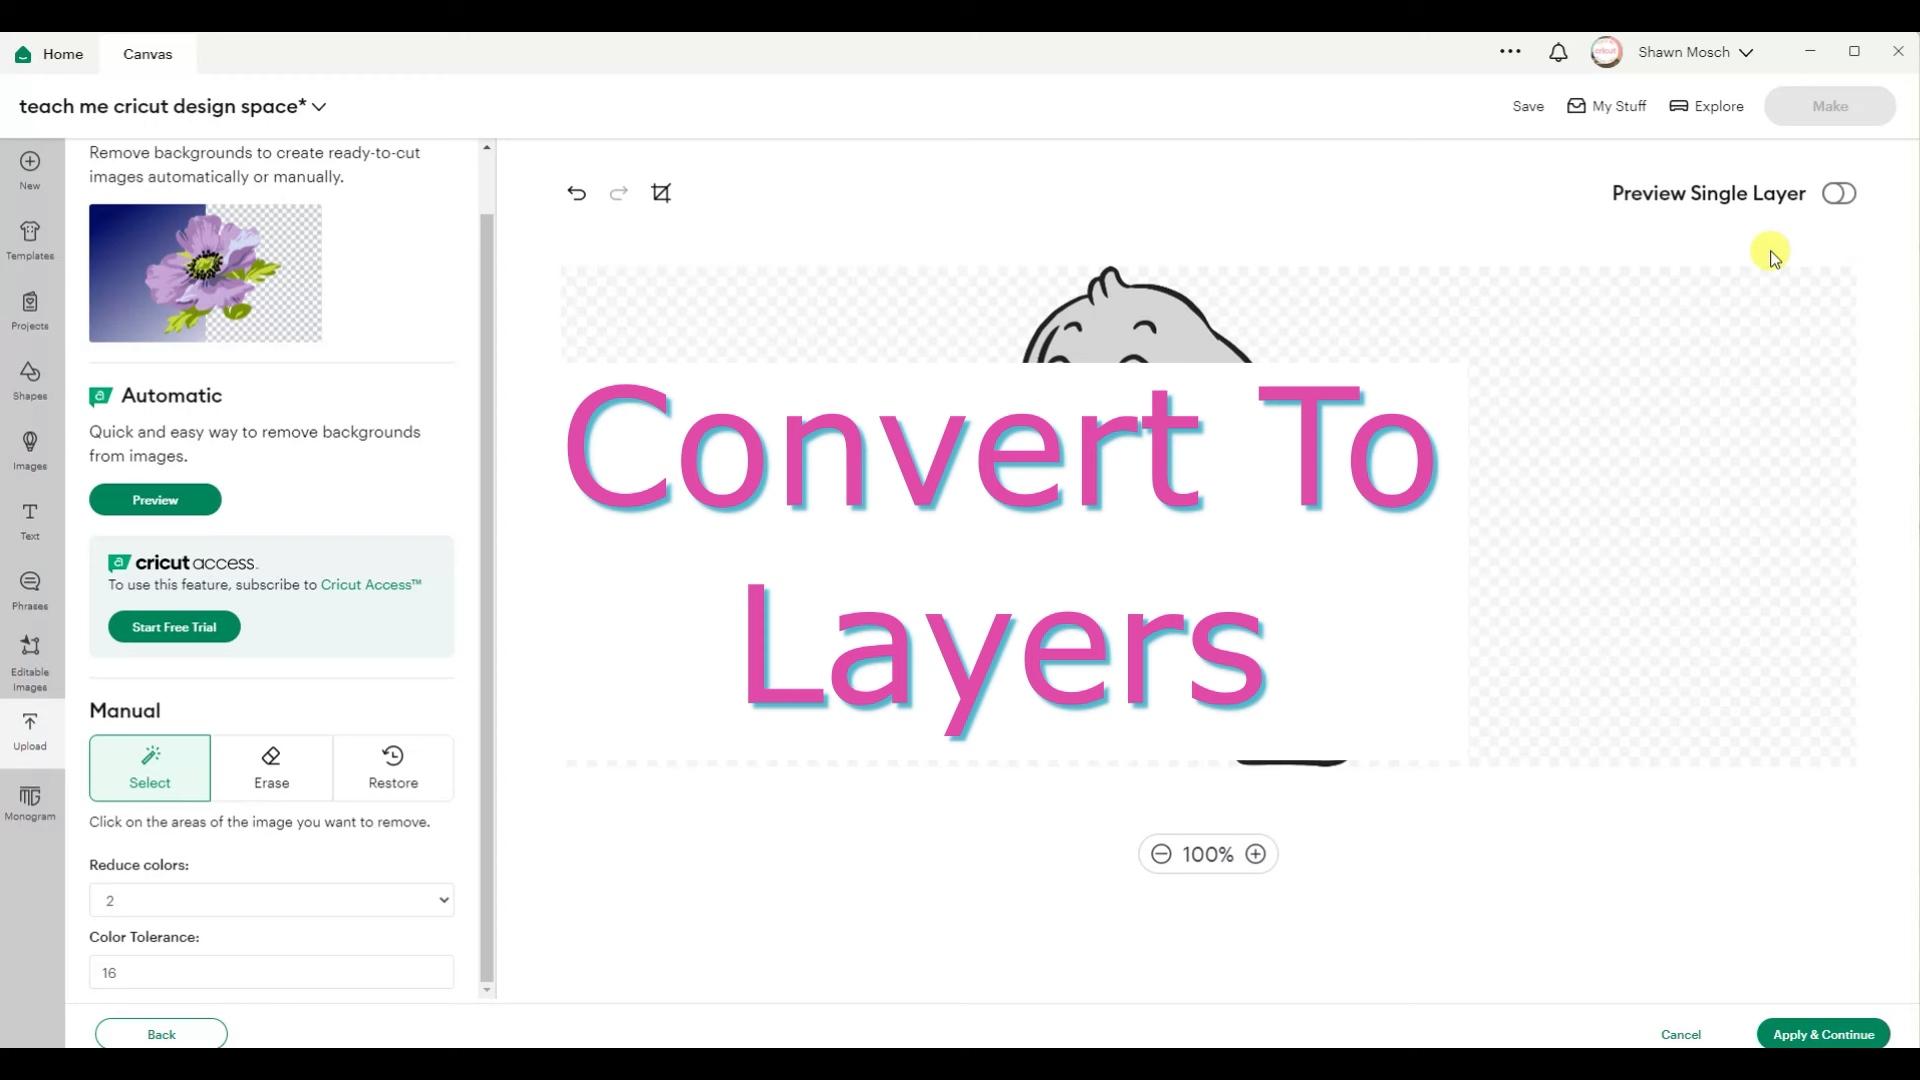 Home
Canvas
Shawn Mosch
teach me cricut design space*
Save
My Stuff
Explore
Make
New
Templates
Projects
Shapes
Images
Text
Phrases
Editable
Images
Upload
Monogram
Remove backgrounds to create ready-to-cut
images automatically or manually.
a Automatic
Quick and easy way to remove backgrounds
from images.
Preview
a cricut access.
To use this feature, subscribe to Cricut Access™
Start Free Trial
Manual
Select
Erase
Restore
Click on the areas of the image you want to remove.
Reduce colors:
2
Color Tolerance:
16
Back
Preview Single Layer
Convert To
Layers
100%
Cancel
Apply & Continue